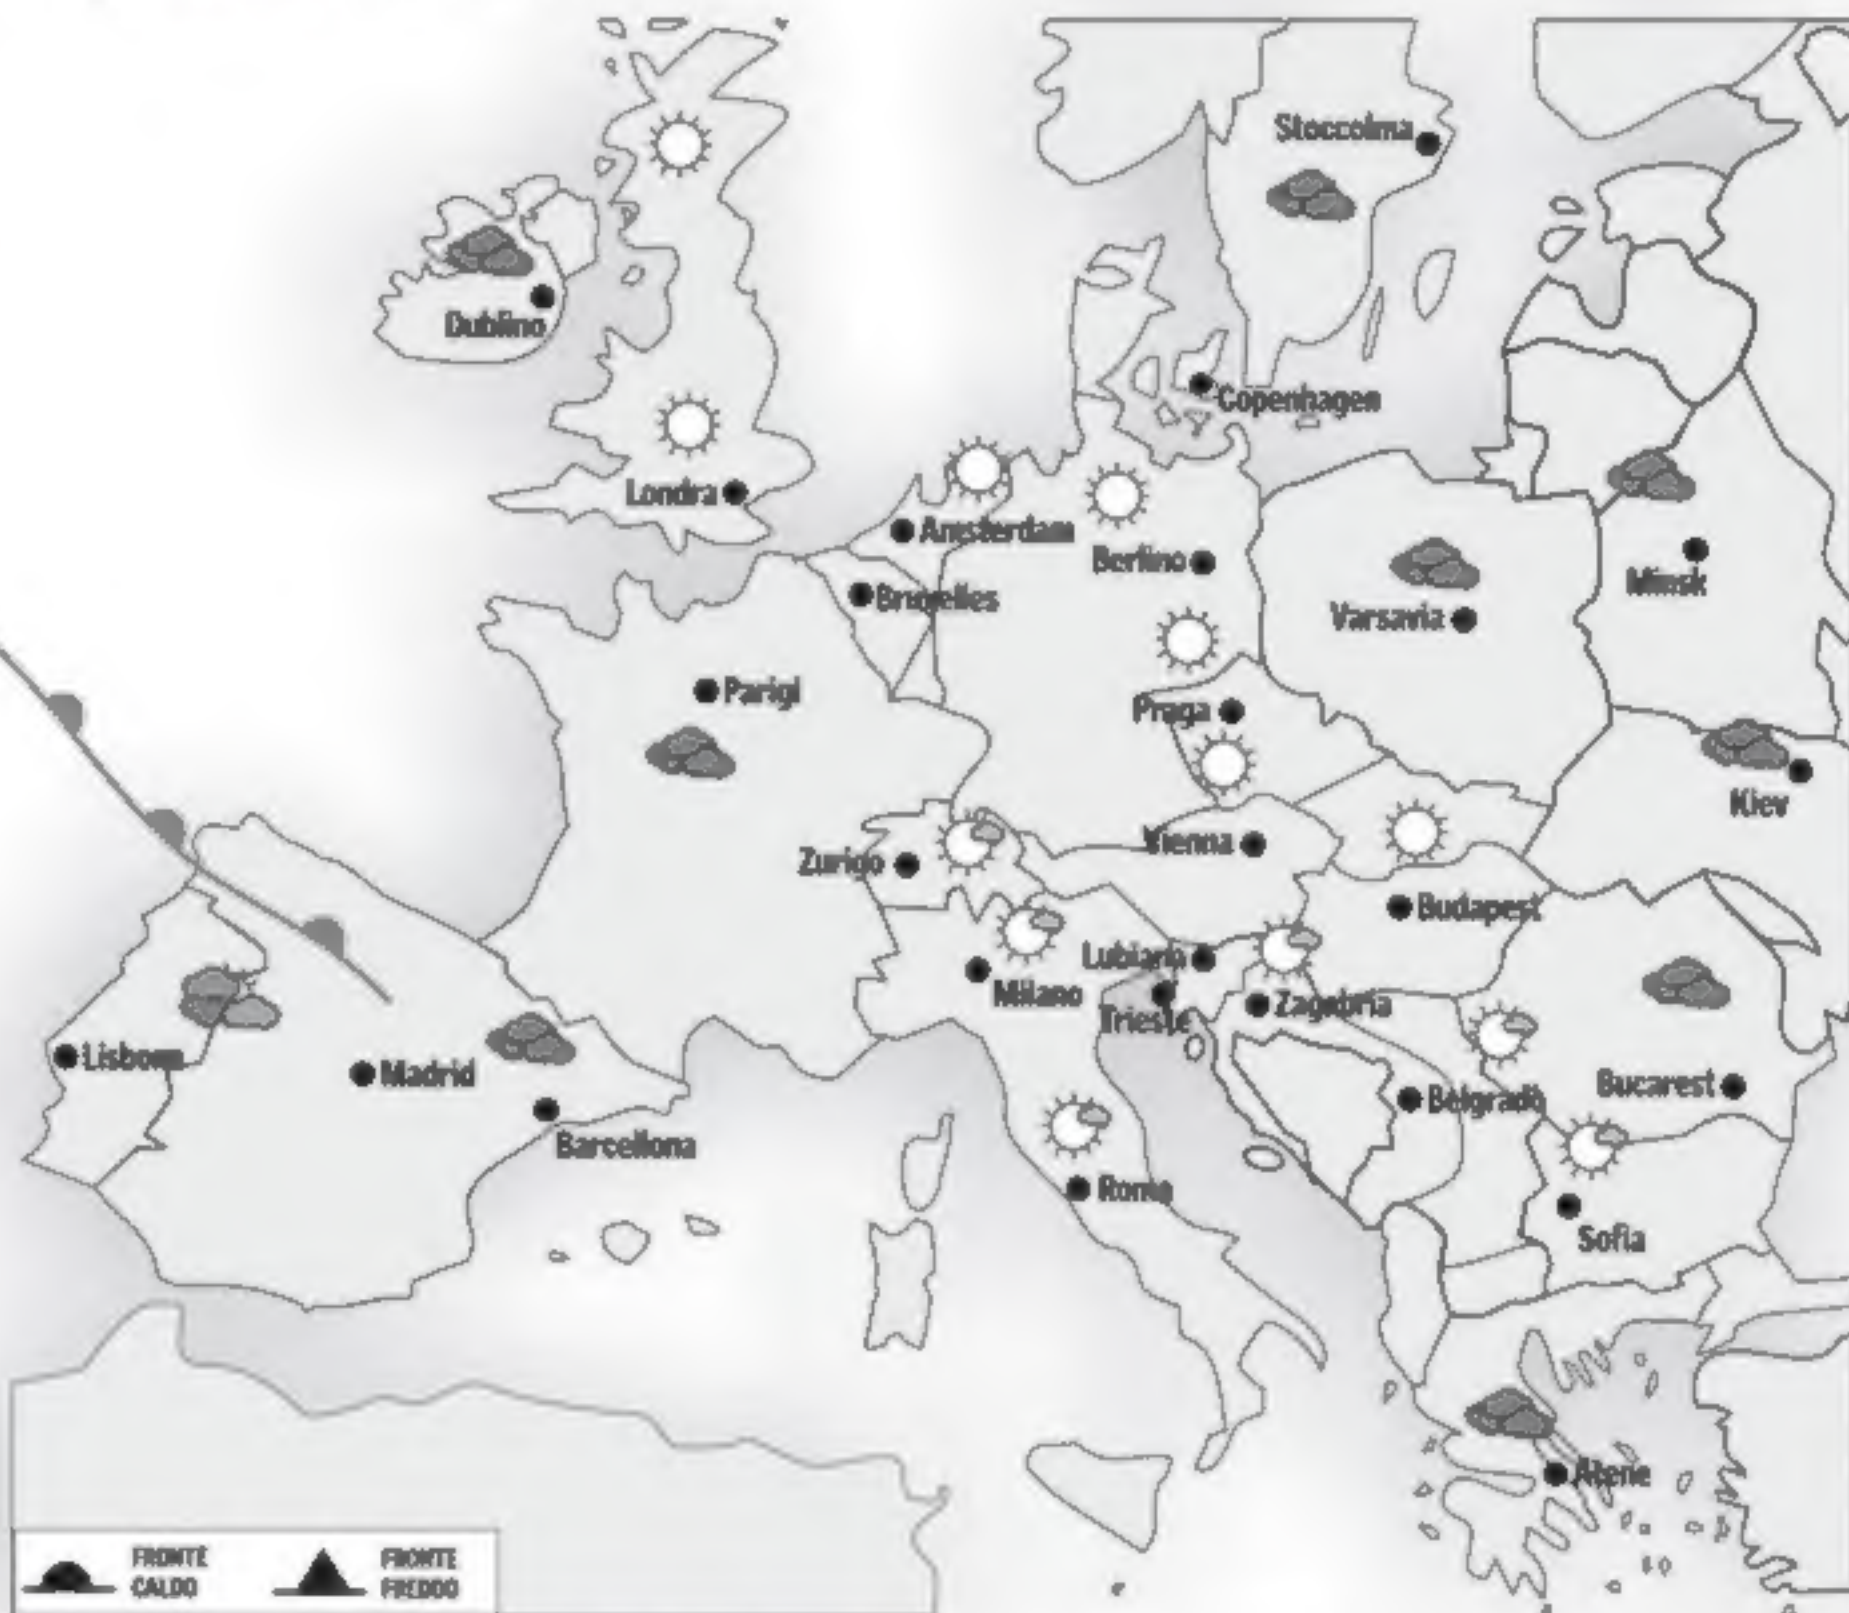 Stoccolma
Dublino
Copenhagen
Londra
Amsterdam
Berlino
Bruxelles
Minsk
Varsavia
Parigi
Praga
Kiev
Vienna
Zurigo
Budapest
Lubiana
Milano
Zagabria
Trieste
Lisbona
Madrid
Bucarest
Belgrado
Barcellona
Roma
Sofia
Atene
FRONTE
CALDO
FRONTE
FREDDO